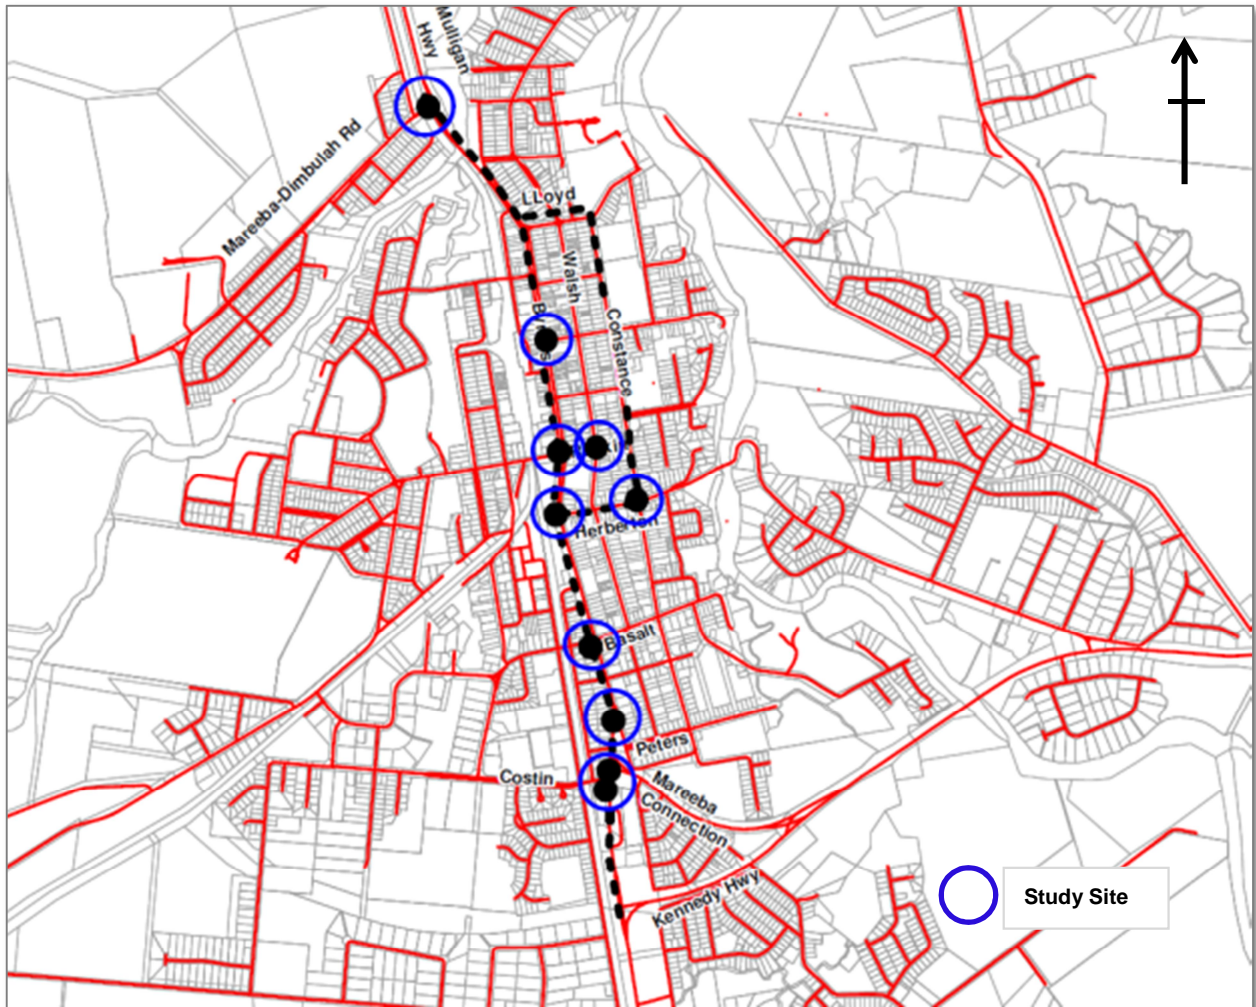 Mulligan
Hwy
Mareeba-Dimbulah Rd
LLoyd
Walsh
Constance
Herberton
Basalt
Peters
Costin
Mareeba
Connection
Kennedy Hwy
Study Site